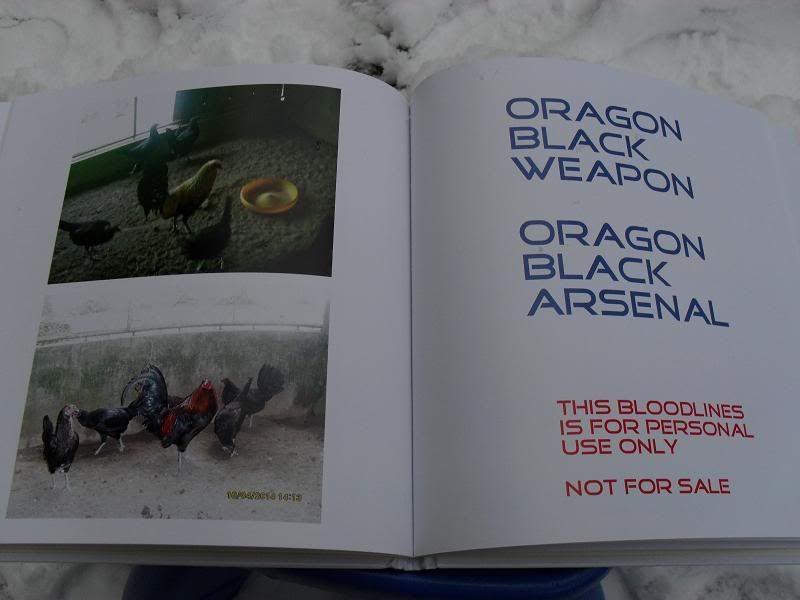 ORAGON
BLACK
WEAPON
ORAGON
BLACK
ARSENAL
THIS BLOODLINES
IS FOR PERSONAL
USE ONLY
NOT FOR SALE
10/04/2014 14:13